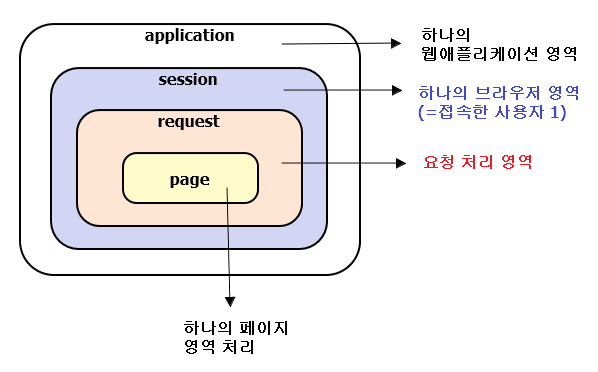 application
하나의
웹애플리케이션 영역
session
하나의 브라우저 영역
(=접속한 사용자 1)
request
요청 처리 영역
page
하나의 페이지
영역 처리